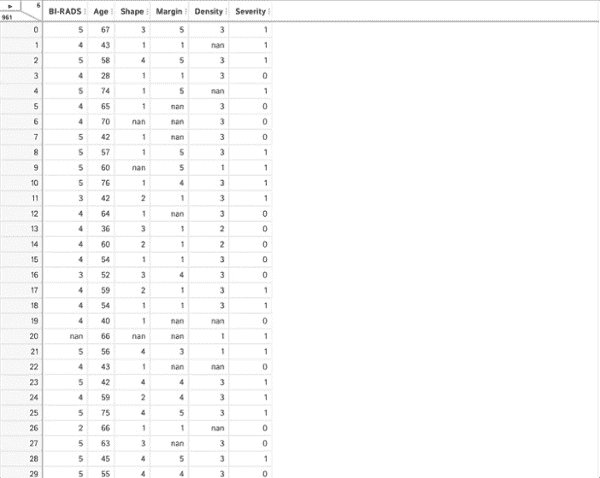 6
961
BI-RADS Age Shape Margin Density Severity
0 5 67 3 5 3 1
1 4 43 1 1 nan 1
2 5 58 4 5 3 1
3 4 28 1 1 3 0
4 5 74 1 5 nan 1
5 4 65 1 nan 3 0
6 4 70 nan nan 3 0
7 5 42 1 nan 3 0
8 5 57 1 5 3 1
9 5 60 nan 5 1 1
10 5 76 1 4 3 1
11 3 42 2 1 3 1
12 4 64 1 nan 3 0
13 4 36 3 1 2 0
14 4 60 2 1 2 0
15 4 54 1 1 3 0
16 3 52 3 4 3 0
17 4 59 2 1 3 1
18 4 54 1 1 3 1
19 4 40 1 nan nan 0
20 nan 66 nan nan 1 1
21 5 56 4 3 1 1
22 4 43 1 nan nan 0
23 5 42 4 4 3 1
24 4 59 2 4 3 1
25 5 75 4 5 3 1
26 2 66 1 1 nan 0
27 5 63 3 nan 3 0
28 5 45 4 5 3 1
29 5 55 4 4 3 0